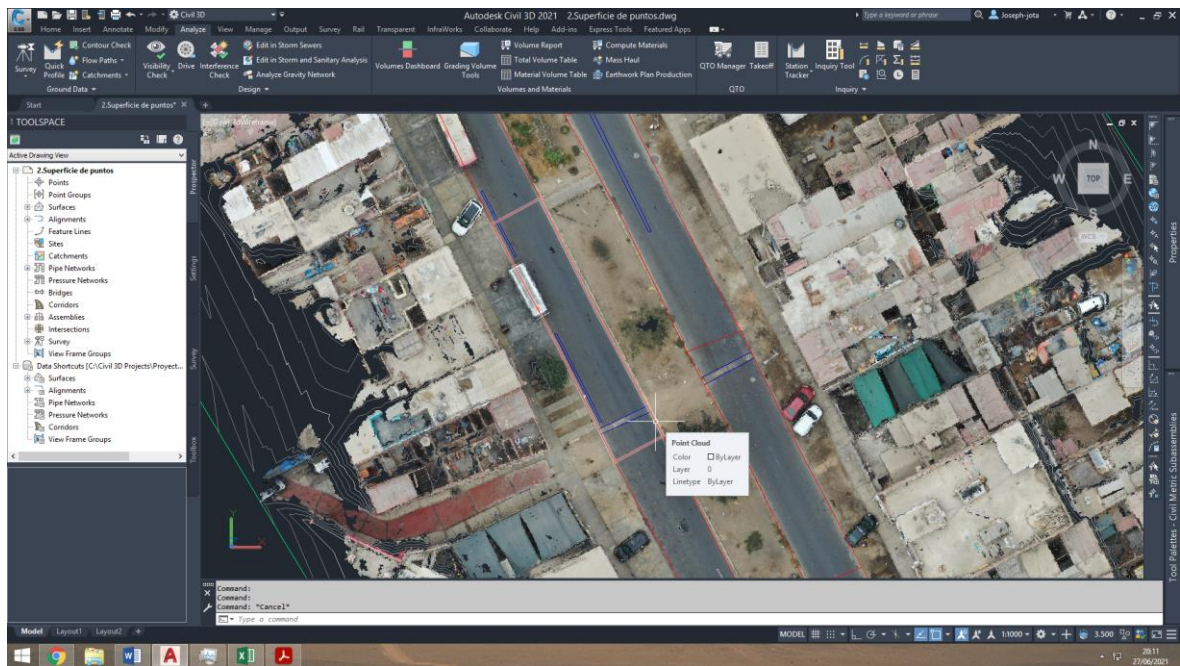 Civil 3D
Autodesk Civil 3D 2021 2.Superficie de puntos.dwg
Type a keyword or phrase
Joseph-jota
Home Insert Annotate Modify Analyze View Manage Output Survey Rail Transparent InfraWorks Collaborate Help Add-ins Express Tools Featured Apps
Contour Check
Flow Paths
Catchments
Survey
Quick Profile
Ground Data
Visibility Check
Drive
Interference Check
Edit in Storm Sewers
Edit in Storm and Sanitary Analysis
Analyze Gravity Network
Design
Volumes Dashboard
Grading Volume Tools
Volume Report
Total Volume Table
Material Volume Table
Compute Materials
Mass Haul
Earthwork Plan Production
Volumes and Materials
QTO Manager
Takeoff
QTO
Station Tracker
Inquiry Tool
Inquiry
Start
2.Superficie de puntos*
TOOLSPACE
Active Drawing View
2.Superficie de puntos
Points
Point Groups
Surfaces
Alignments
Feature Lines
Sites
Catchments
Pipe Networks
Pressure Networks
Bridges
Corridors
Assemblies
Intersections
Survey
View Frame Groups
Data Shortcuts [C:\Civil 3D Projects\Proyect...
Surfaces
Alignments
Pipe Networks
Pressure Networks
Corridors
View Frame Groups
Prospector
Settings
Survey
Toolbox
N
W
TOP
E
S
WCS
Point Cloud
Color ByLayer
Layer 0
Linetype ByLayer
Properties
Tool Palettes - Civil Metric Subassemblies
Command:
Command:
Command: *Cancel*
Type a command
Model Layout1 Layout2 +
MODEL
1:1000
3.500
20:11
27/06/2021